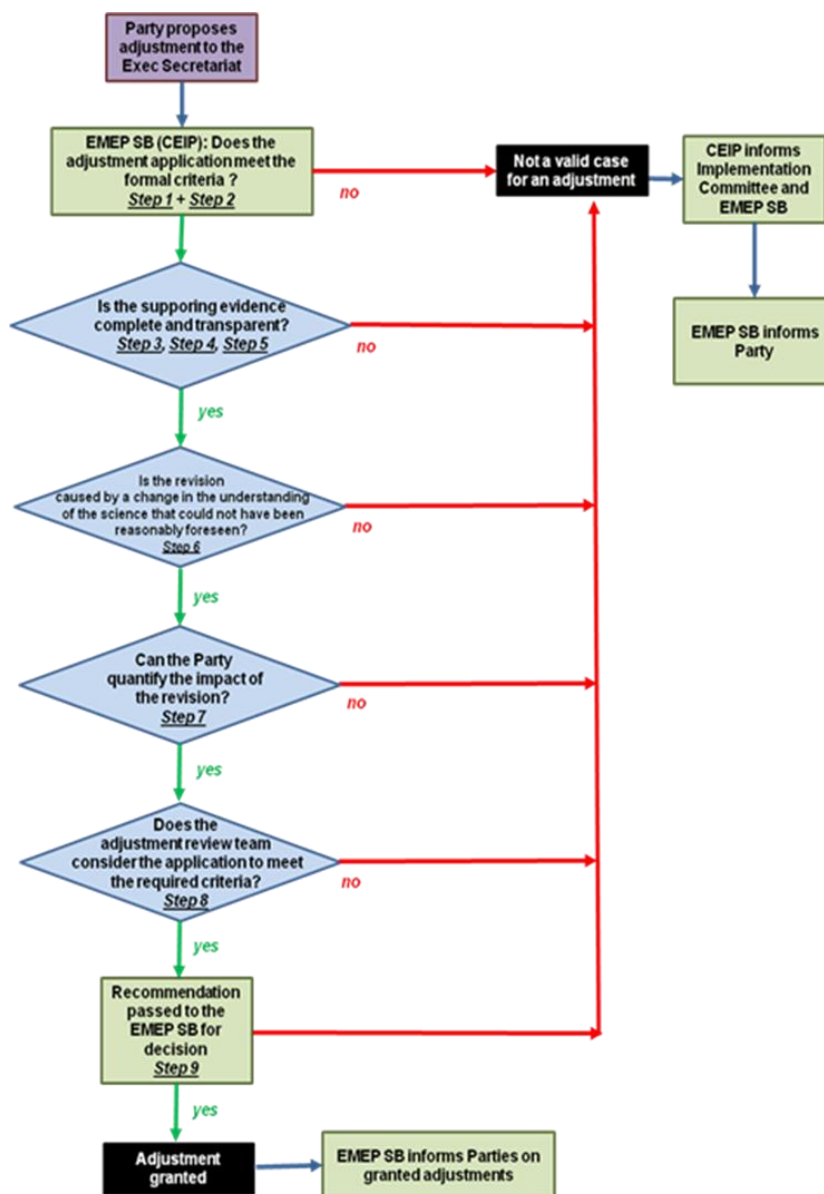 Party proposes
adjustment to the
Exec Secretariat
EMEP SB (CEIP): Does the
adjustment application meet the
formal criteria ?
Step 1 + Step 2
no
Not a valid case
for an adjustment
CEIP informs
Implementation
Committee and
EMEP SB
EMEP SB informs
Party
Is the supporing evidence
complete and transparent?
Step 3, Step 4, Step 5
no
yes
Is the revision
caused by a change in the understanding
of the science that could not have been
reasonably foreseen?
Step 6
no
yes
Can the Party
quantify the impact of
the revision?
Step 7
no
yes
Does the
adjustment review team
consider the application to meet
the required criteria?
Step 8
no
yes
Recommendation
passed to the
EMEP SB for
decision
Step 9
yes
Adjustment
granted
EMEP SB informs Parties on
granted adjustments